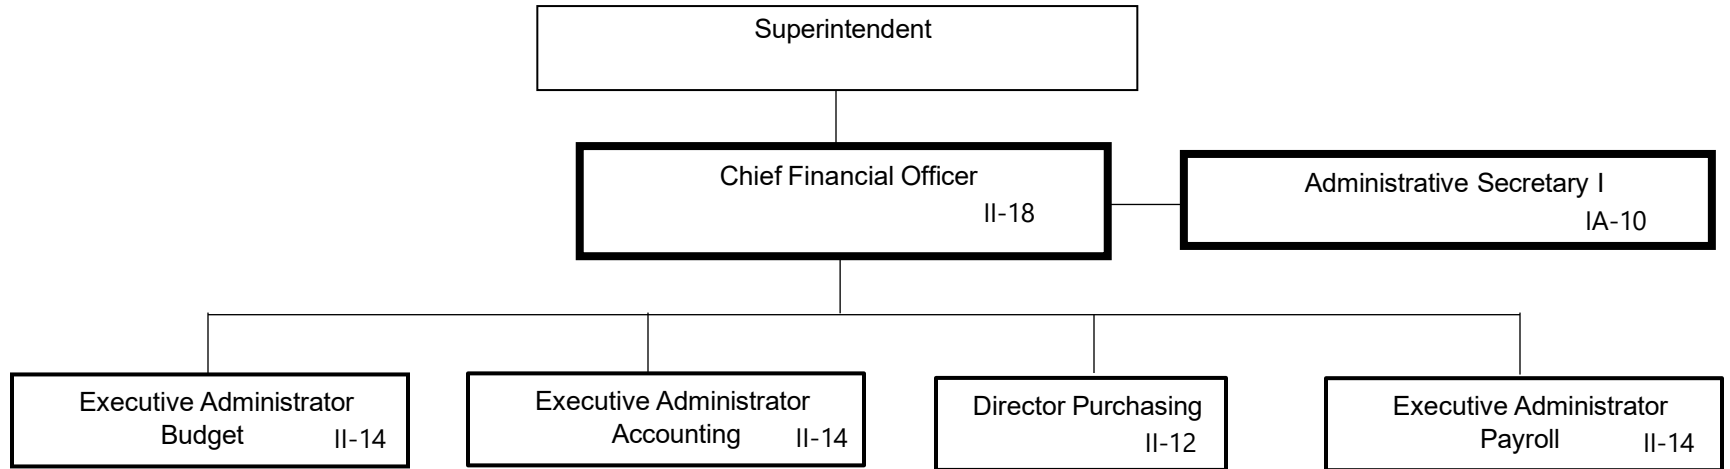 Superintendent
Chief Financial Officer
II-18
Administrative Secretary I
IA-10
Executive Administrator
Budget II-14
Executive Administrator
Accounting II-14
Director Purchasing
II-12
Executive Administrator
Payroll II-14